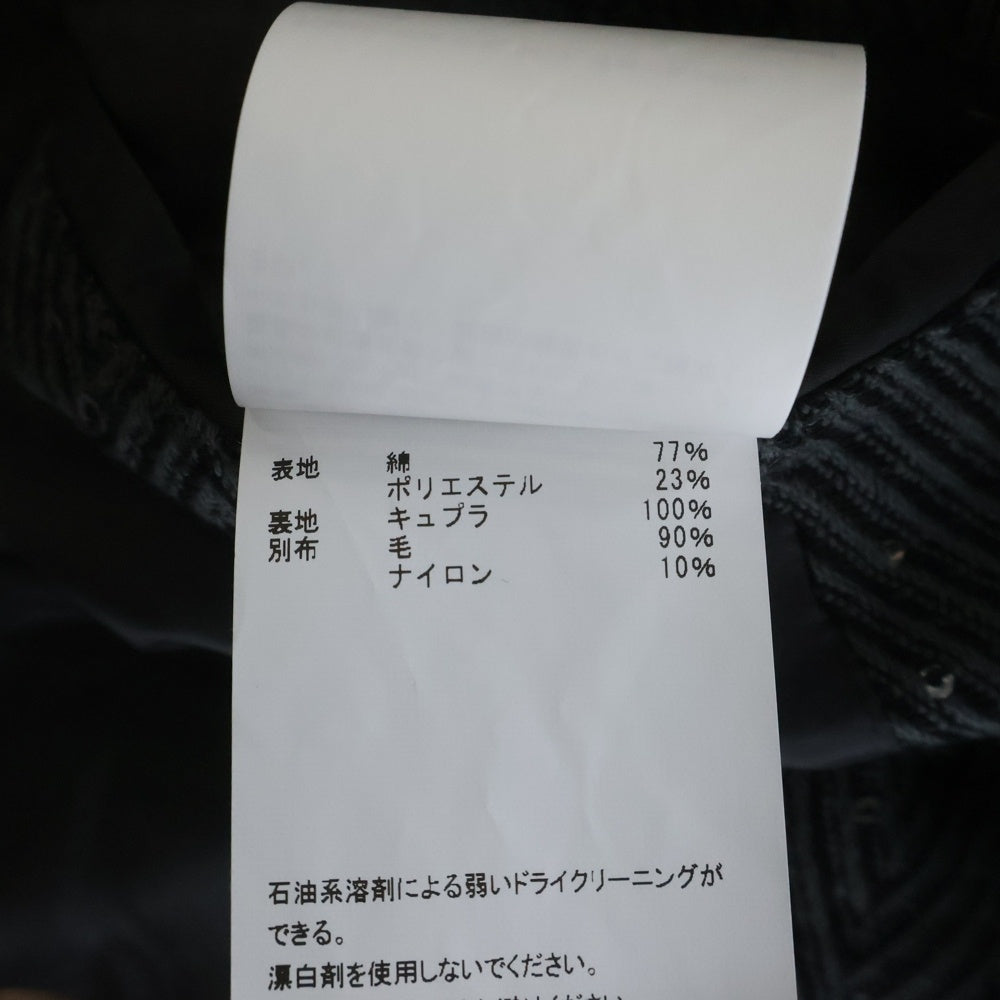 表地 綿 77%
ポリエステル 23%
裏地 キュプラ 100%
別布 毛 90%
ナイロン 10%
石油系溶剤による弱いドライクリーニングが
できる。
漂白剤を使用しないでください。